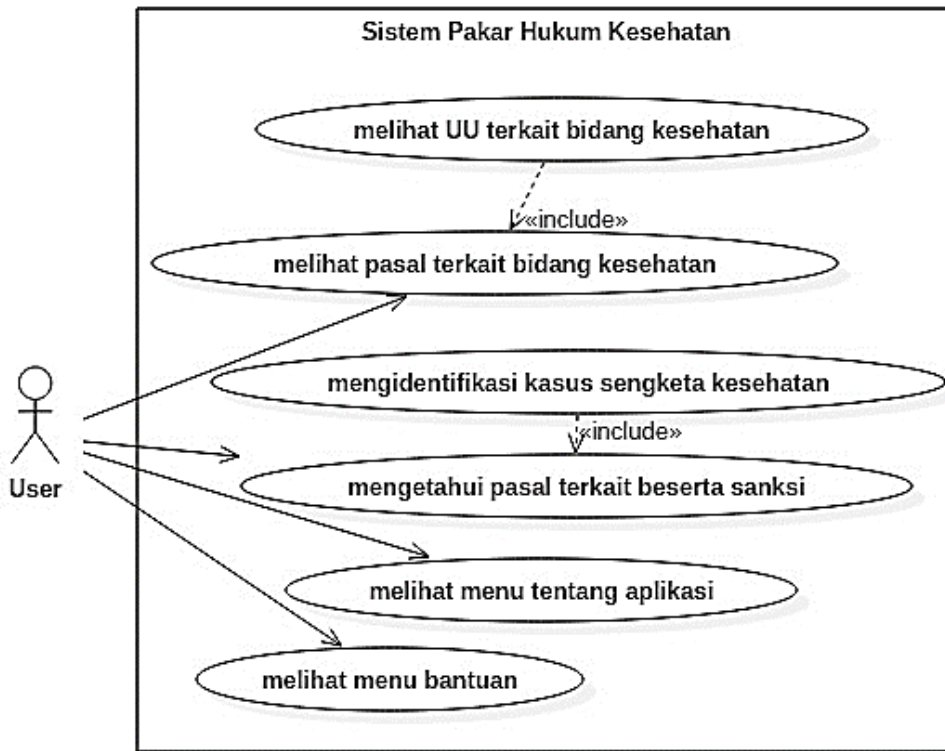 Sistem Pakar Hukum Kesehatan
melihat UU terkait bidang kesehatan
«include»
melihat pasal terkait bidang kesehatan
mengidentifikasi kasus sengketa kesehatan
«include»
User
mengetahui pasal terkait beserta sanksi
melihat menu tentang aplikasi
melihat menu bantuan